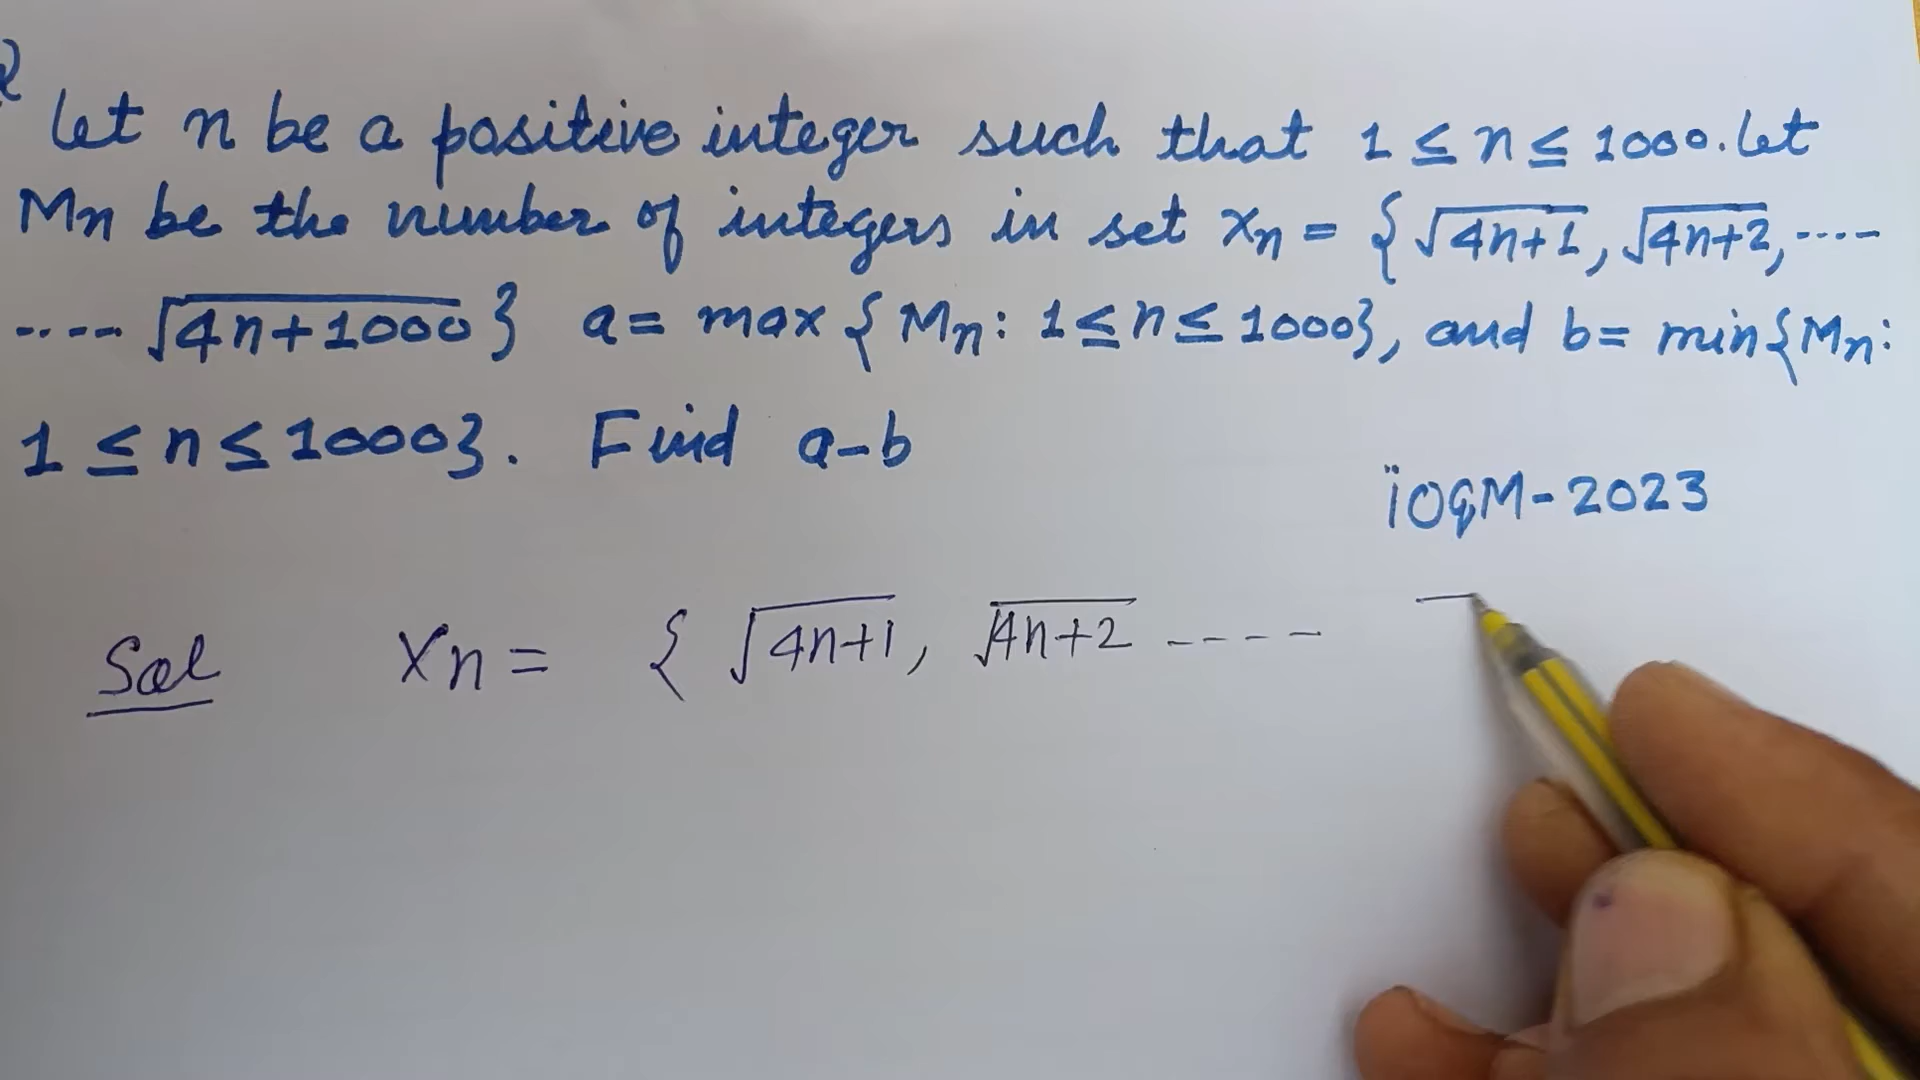 Q
Let n be a positive integer such that 1 ≤ n ≤ 1000. Let
Mn be the number of integers in set Xn = {√4n+1, √4n+2, ----
---- √4n+1000} a = max {Mn: 1 ≤ n ≤ 1000}, and b = min{Mn:
1 ≤ n ≤ 1000}. Find a-b
IOQM-2023
Sol Xn = { √4n+1, √4n+2 ----